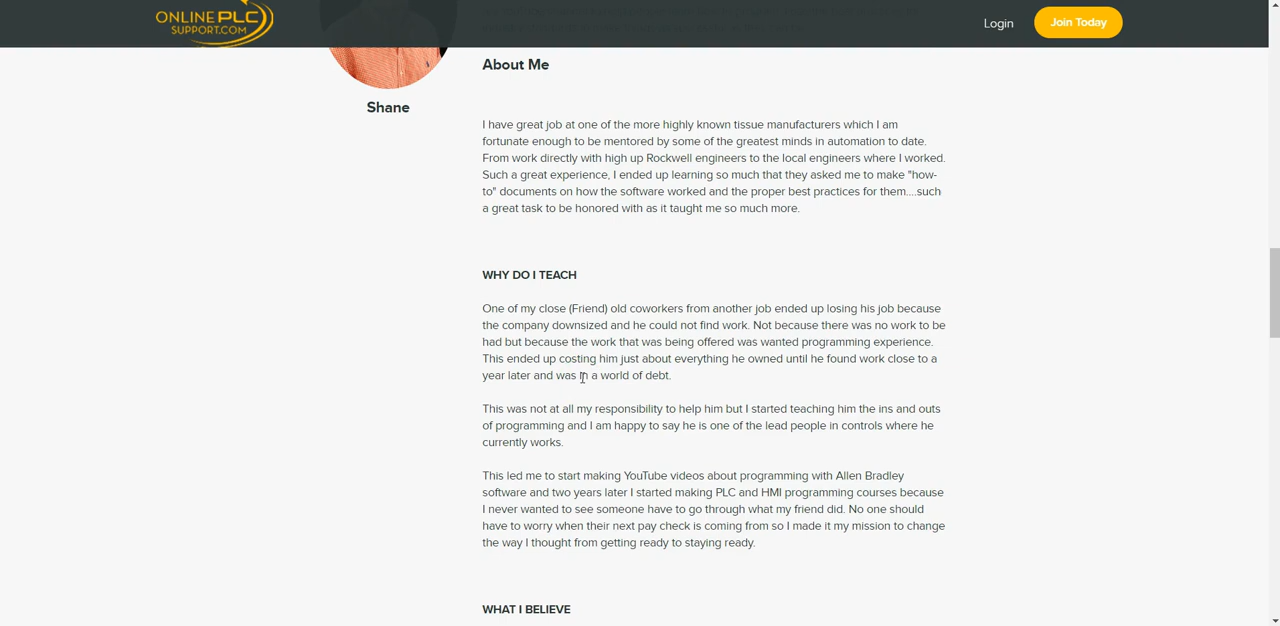 ONLINE PLC
SUPPORT.COM
Login
Join Today
About Me
Shane
I have great job at one of the more highly known tissue manufacturers which I am
fortunate enough to be mentored by some of the greatest minds in automation to date.
From work directly with high up Rockwell engineers to the local engineers where I worked.
Such a great experience, I ended up learning so much that they asked me to make "how-
to" documents on how the software worked and the proper best practices for them....such
a great task to be honored with as it taught me so much more.
WHY DO I TEACH
One of my close (Friend) old coworkers from another job ended up losing his job because
the company downsized and he could not find work. Not because there was no work to be
had but because the work that was being offered was wanted programming experience.
This ended up costing him just about everything he owned until he found work close to a
year later and was in a world of debt.
This was not at all my responsibility to help him but I started teaching him the ins and outs
of programming and I am happy to say he is one of the lead people in controls where he
currently works.
This led me to start making YouTube videos about programming with Allen Bradley
software and two years later I started making PLC and HMI programming courses because
I never wanted to see someone have to go through what my friend did. No one should
have to worry when their next pay check is coming from so I made it my mission to change
the way I thought from getting ready to staying ready.
WHAT I BELIEVE